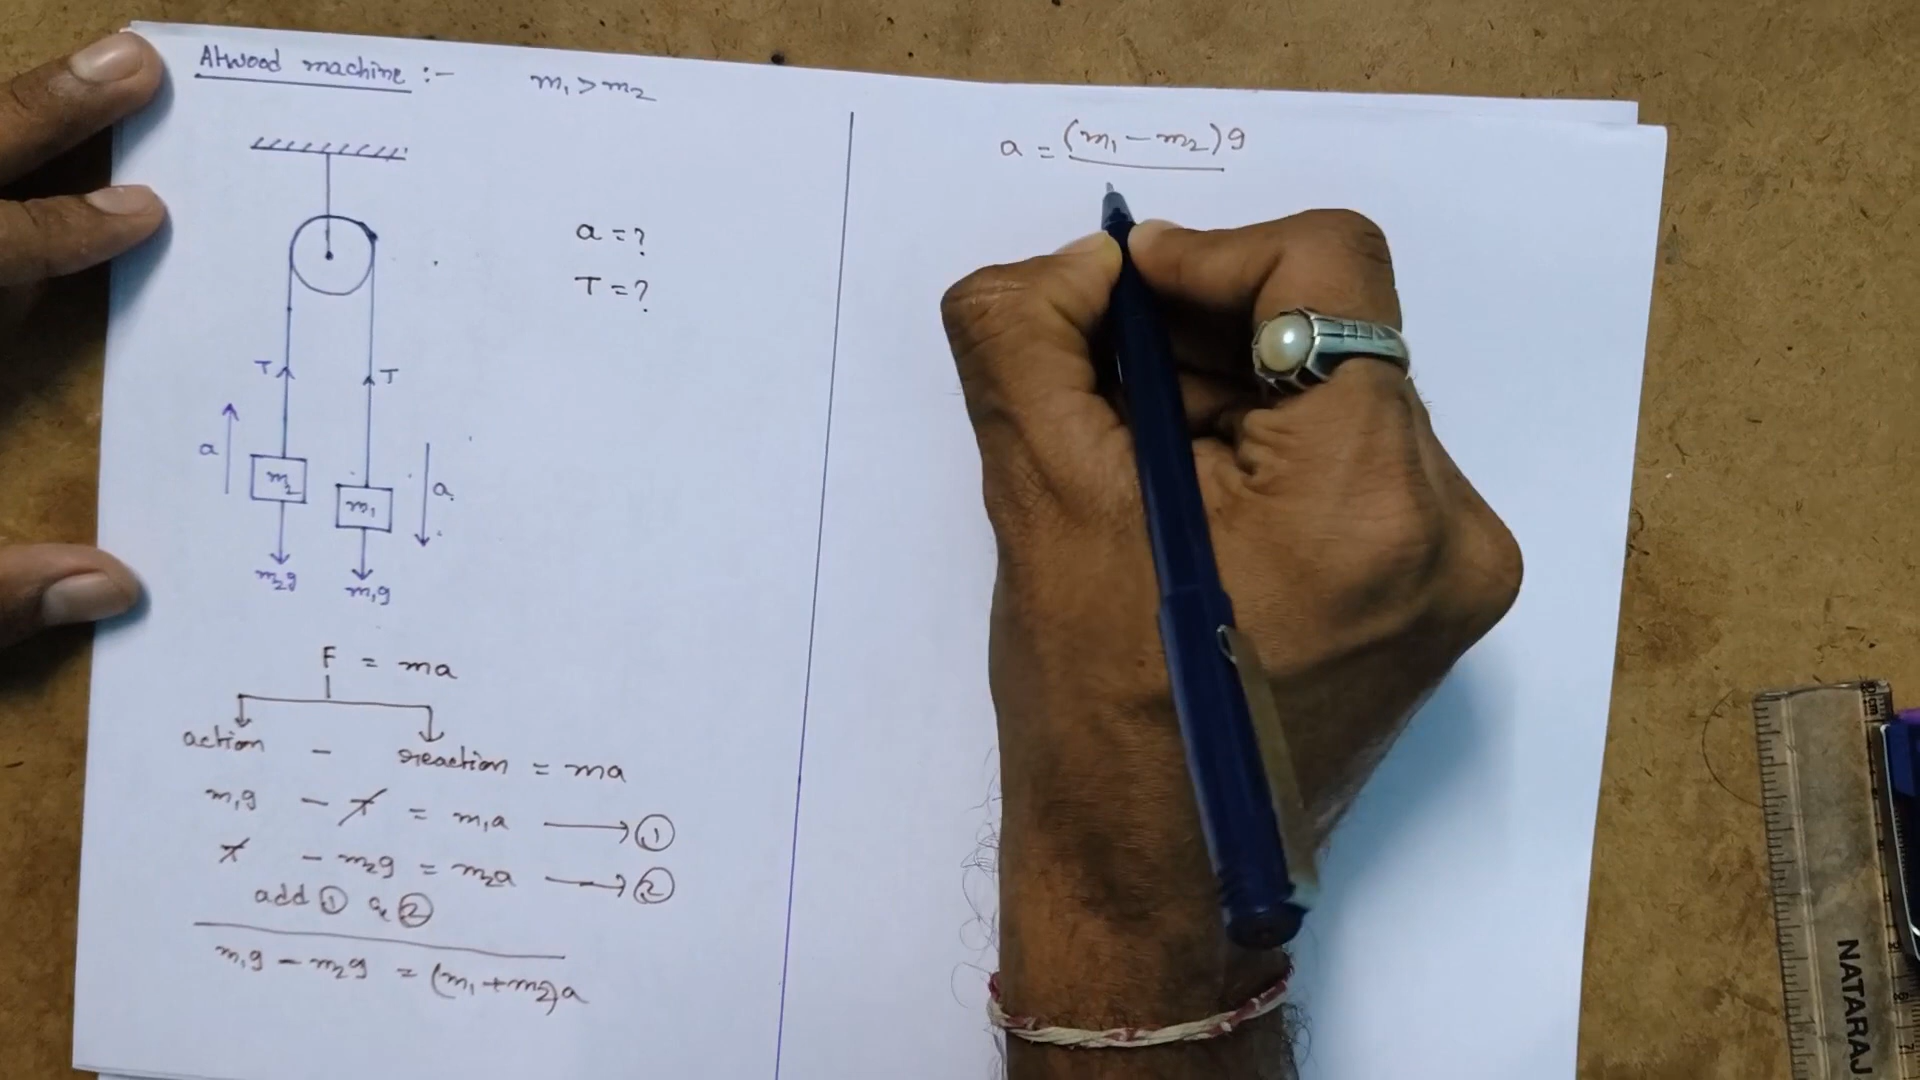 Atwood machine :-
m₁ > m₂
a = ?
T = ?
T
T
a
m₂
m₁
a
m₂g
m₁g
F = ma
action - reaction = ma
m₁g - T = m₁a → ①
T - m₂g = m₂a → ②
add ① & ②
m₁g - m₂g = (m₁+m₂)a
a = (m₁ - m₂)g
NATARAJ